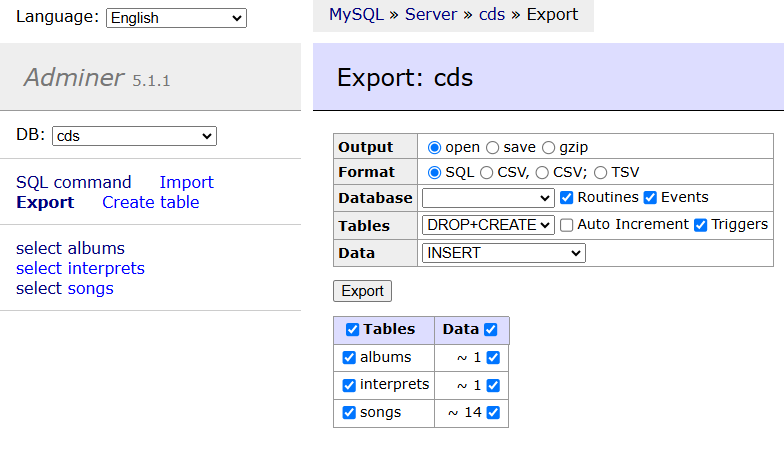 Language: English
MySQL » Server » cds » Export
Adminer 5.1.1
Export: cds
DB: cds
SQL command Import
Export Create table
select albums
select interprets
select songs
Output open save gzip
Format SQL CSV, CSV; TSV
Database Routines Events
Tables DROP+CREATE Auto Increment Triggers
Data INSERT
Export
Tables Data
albums ~ 1
interprets ~ 1
songs ~ 14